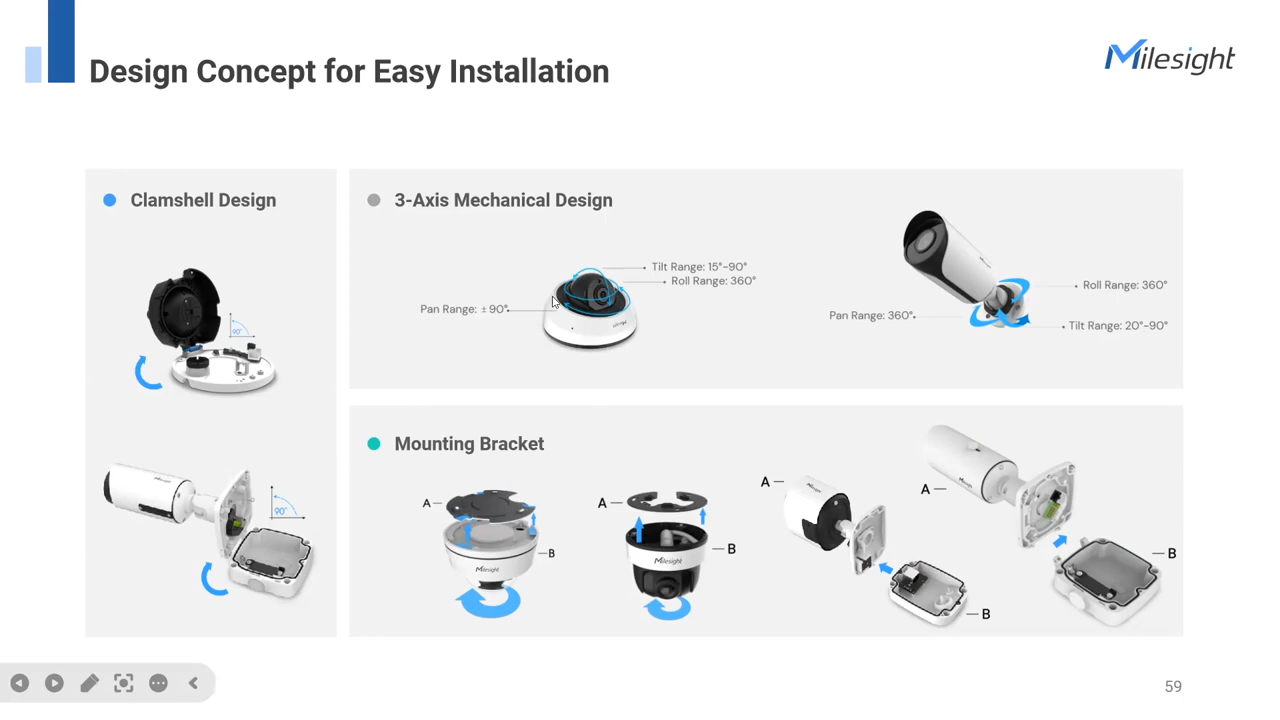 Design Concept for Easy Installation
Milesight
Clamshell Design
90°
90°
3-Axis Mechanical Design
Tilt Range: 15°-90°
Roll Range: 360°
Pan Range: ± 90°
Roll Range: 360°
Pan Range: 360°
Tilt Range: 20°-90°
Mounting Bracket
A
B
Milesight
A
B
Milesight
A
B
A
B
59